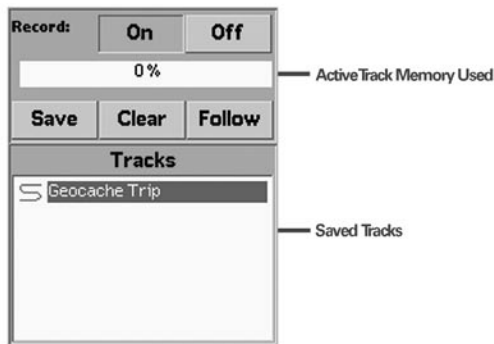 Record: On Off
0%
Active Track Memory Used
Save Clear Follow
Tracks
Geocache Trip
Saved Tracks